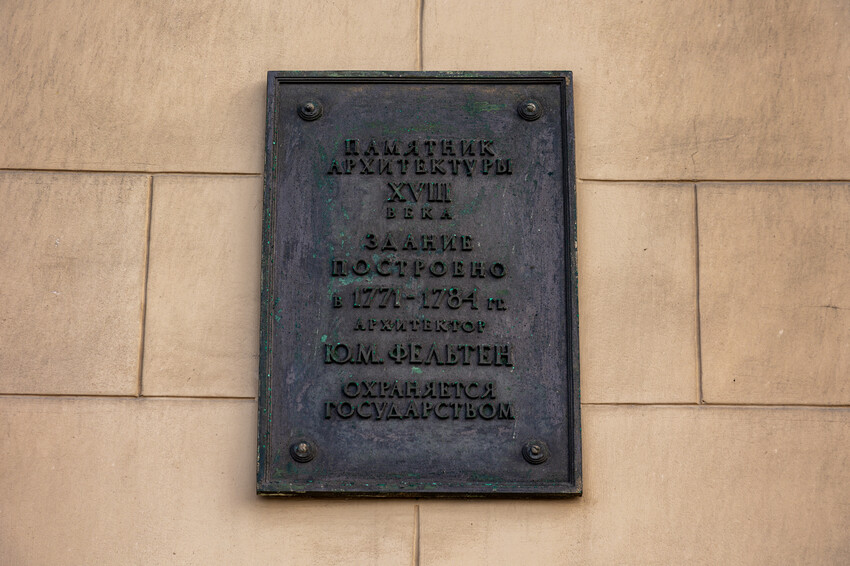 ПАМЯТНИК
АРХИТЕКТУРЫ
XVIII
ВЕКА
ЗДАНИЕ
ПОСТРОЕНО
в 1771-1784 гг.
АРХИТЕКТОР
Ю.М. ФЕЛЬТЕН
ОХРАНЯЕТСЯ
ГОСУДАРСТВОМ